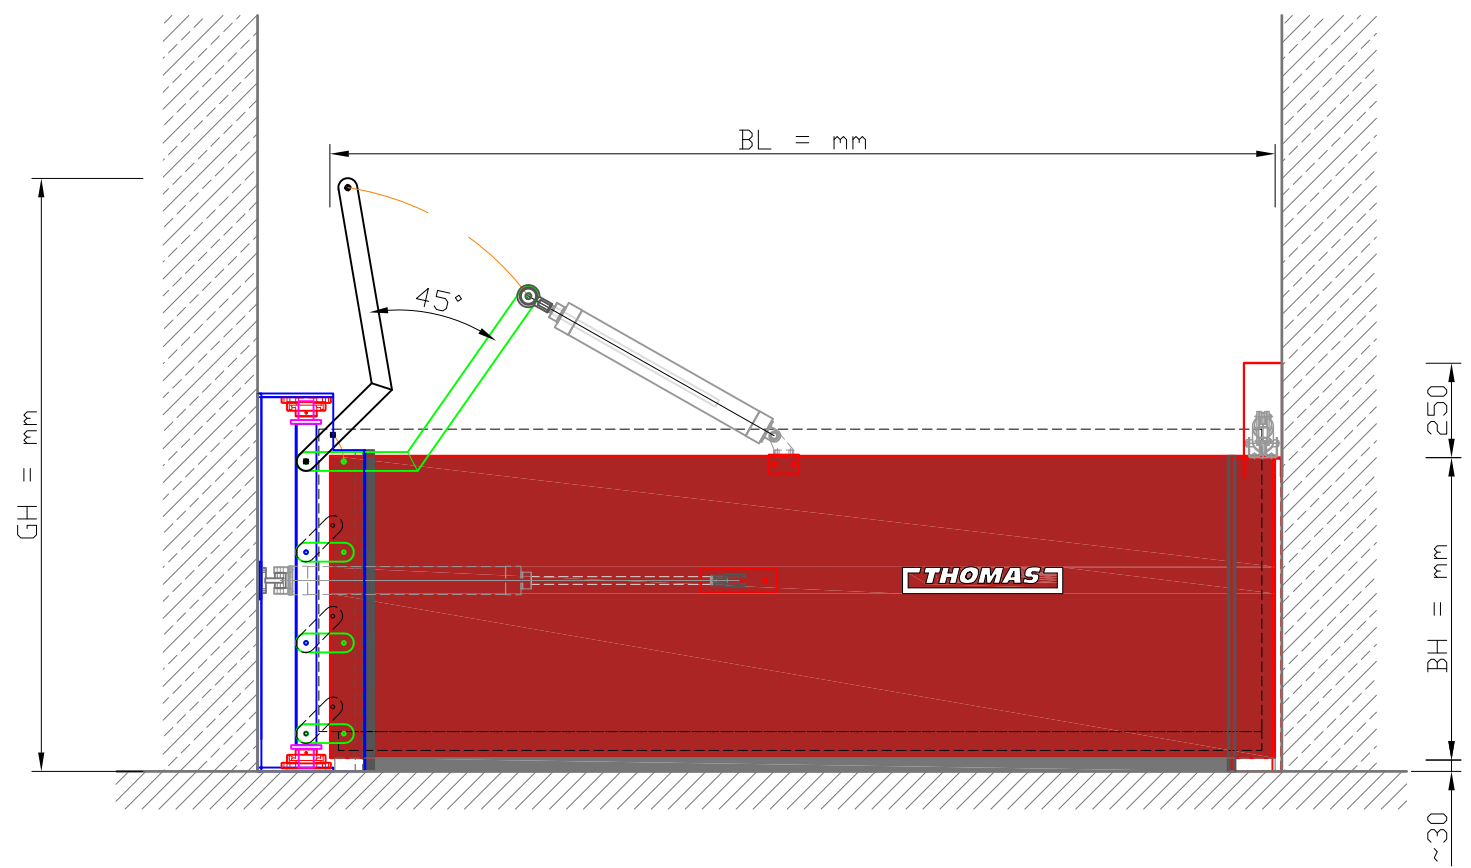 BL = mm
45°
GH = mm
250
THOMAS
BH = mm
~30